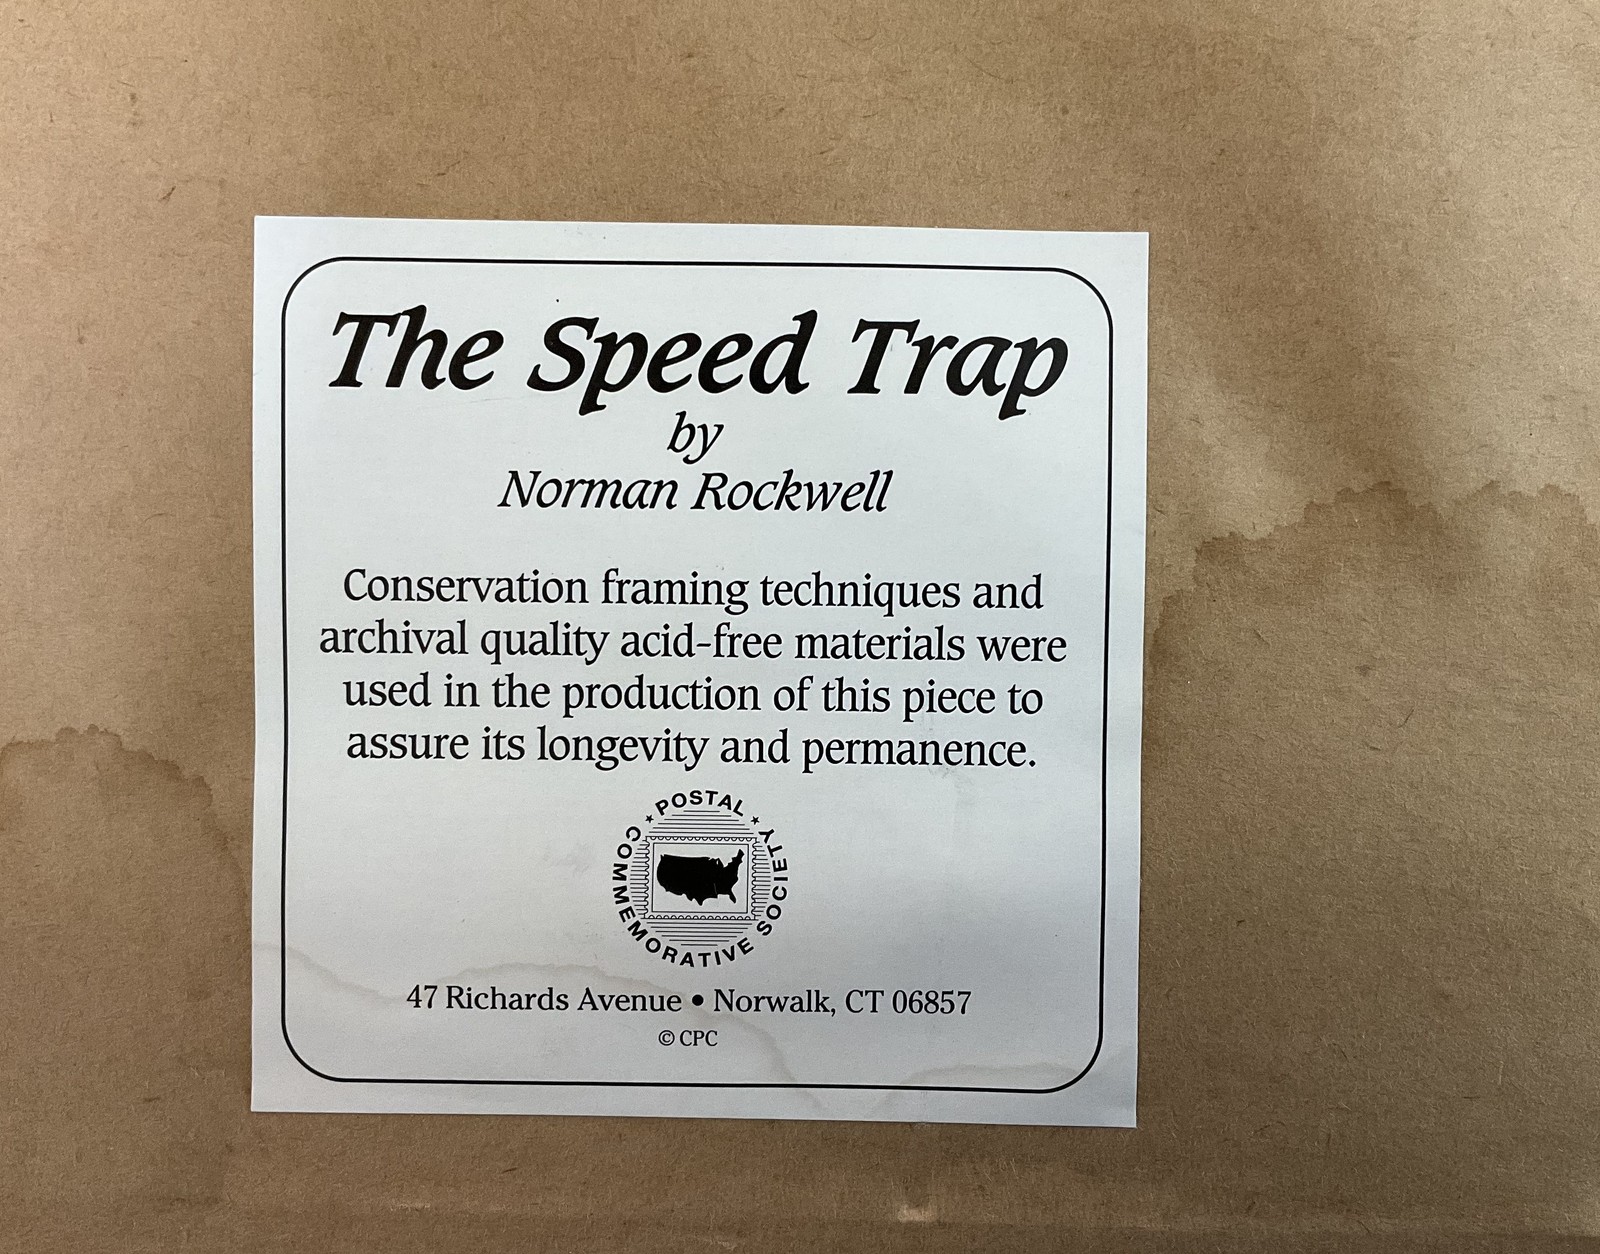 The Speed Trap
by
Norman Rockwell
Conservation framing techniques and
archival quality acid-free materials were
used in the production of this piece to
assure its longevity and permanence.
★ POSTAL ★
COMMEMORATIVE SOCIETY
47 Richards Avenue • Norwalk, CT 06857
© CPC